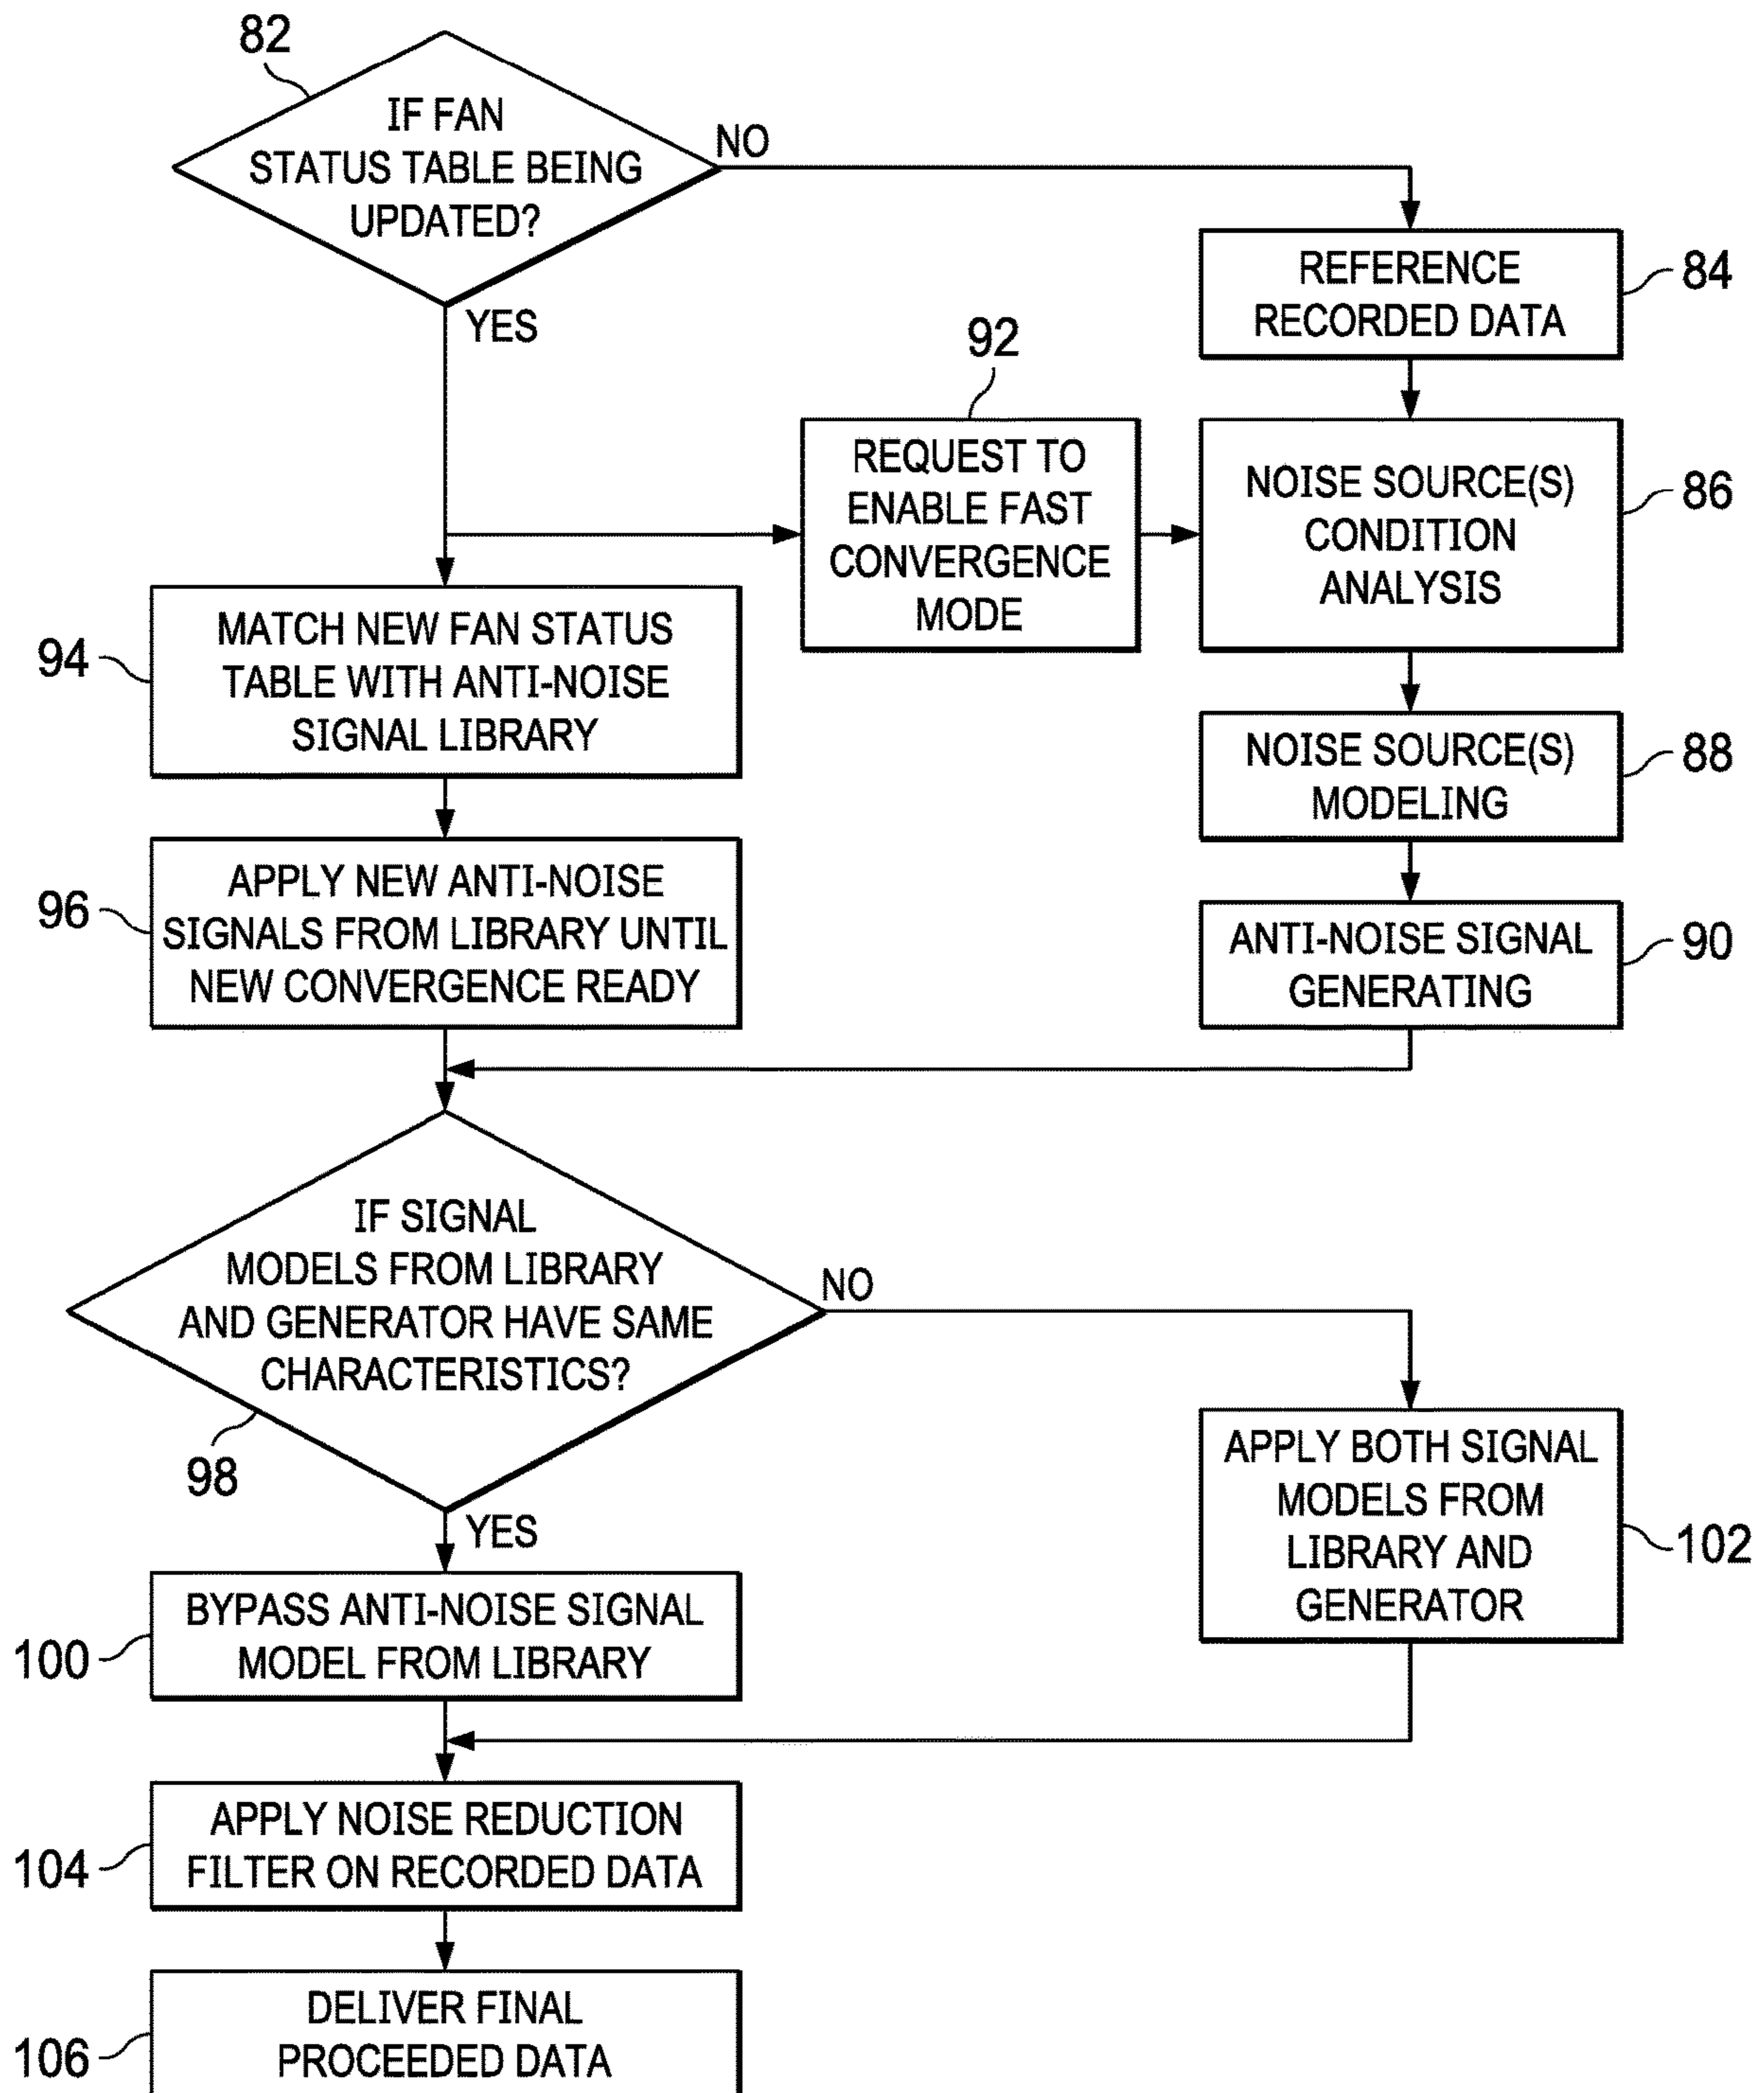 82
IF FAN
STATUS TABLE BEING
UPDATED?
NO
YES
REFERENCE
RECORDED DATA
84
92
REQUEST TO
ENABLE FAST
CONVERGENCE
MODE
NOISE SOURCE(S)
CONDITION
ANALYSIS
86
94
MATCH NEW FAN STATUS
TABLE WITH ANTI-NOISE
SIGNAL LIBRARY
NOISE SOURCE(S)
MODELING
88
96
APPLY NEW ANTI-NOISE
SIGNALS FROM LIBRARY UNTIL
NEW CONVERGENCE READY
ANTI-NOISE SIGNAL
GENERATING
90
IF SIGNAL
MODELS FROM LIBRARY
AND GENERATOR HAVE SAME
CHARACTERISTICS?
NO
98
YES
APPLY BOTH SIGNAL
MODELS FROM
LIBRARY AND
GENERATOR
102
100
BYPASS ANTI-NOISE SIGNAL
MODEL FROM LIBRARY
104
APPLY NOISE REDUCTION
FILTER ON RECORDED DATA
106
DELIVER FINAL
PROCEEDED DATA